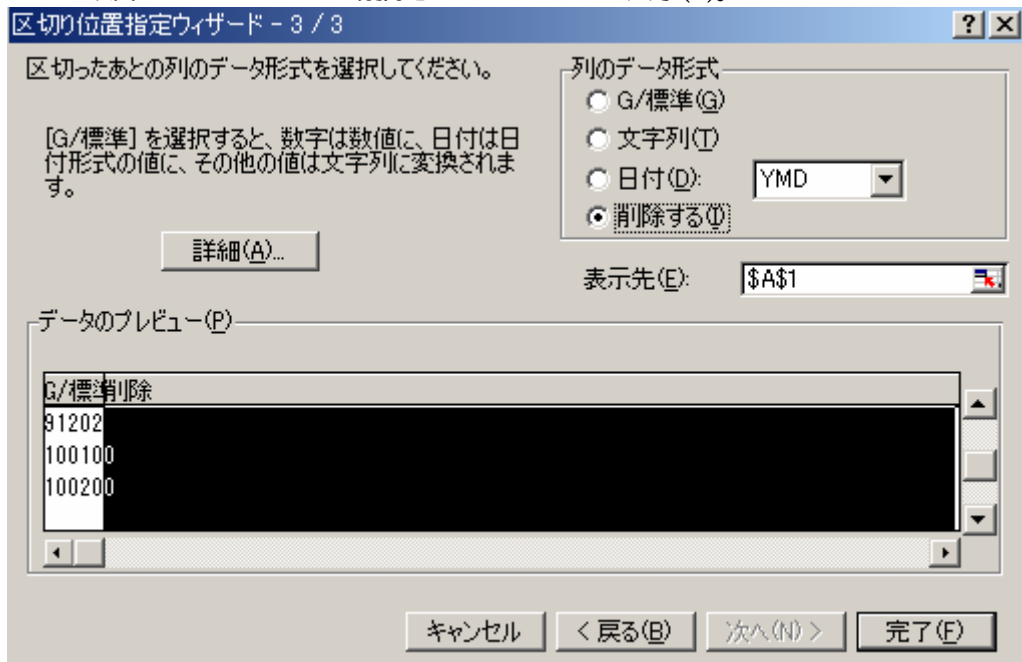 区切り位置指定ウィザード - 3 / 3
区切ったあとの列のデータ形式を選択してください。
[G/標準] を選択すると、数字は数値に、日付は日
付形式の値に、その他の値は文字列に変換されま
す。
詳細(A)...
列のデータ形式
G/標準(G)
文字列(T)
日付(D):
YMD
削除する(I)
表示先(E):
$A$1
データのプレビュー(P)
G/標準削除
91202
100100
100200
キャンセル
< 戻る(B)
次へ(N) >
完了(F)